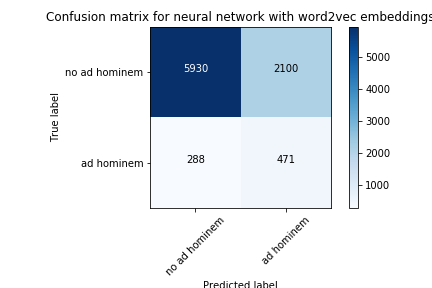 Confusion matrix for neural network with word2vec embeddings
no ad hominem
5930
2100
ad hominem
288
471
True label
no ad hominem
ad hominem
Predicted label
5000
4000
3000
2000
1000